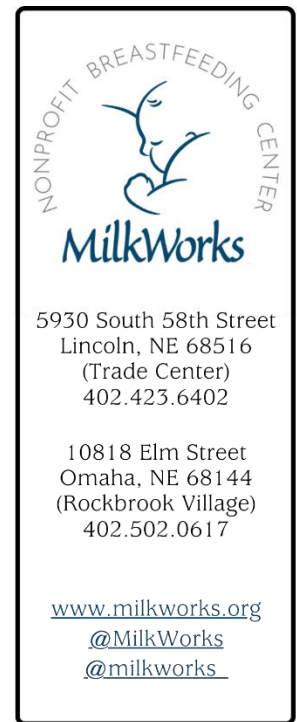 NONPROFIT BREASTFEEDING CENTER
MilkWorks
5930 South 58th Street
Lincoln, NE 68516
(Trade Center)
402.423.6402
10818 Elm Street
Omaha, NE 68144
(Rockbrook Village)
402.502.0617
www.milkworks.org
@MilkWorks
@milkworks_